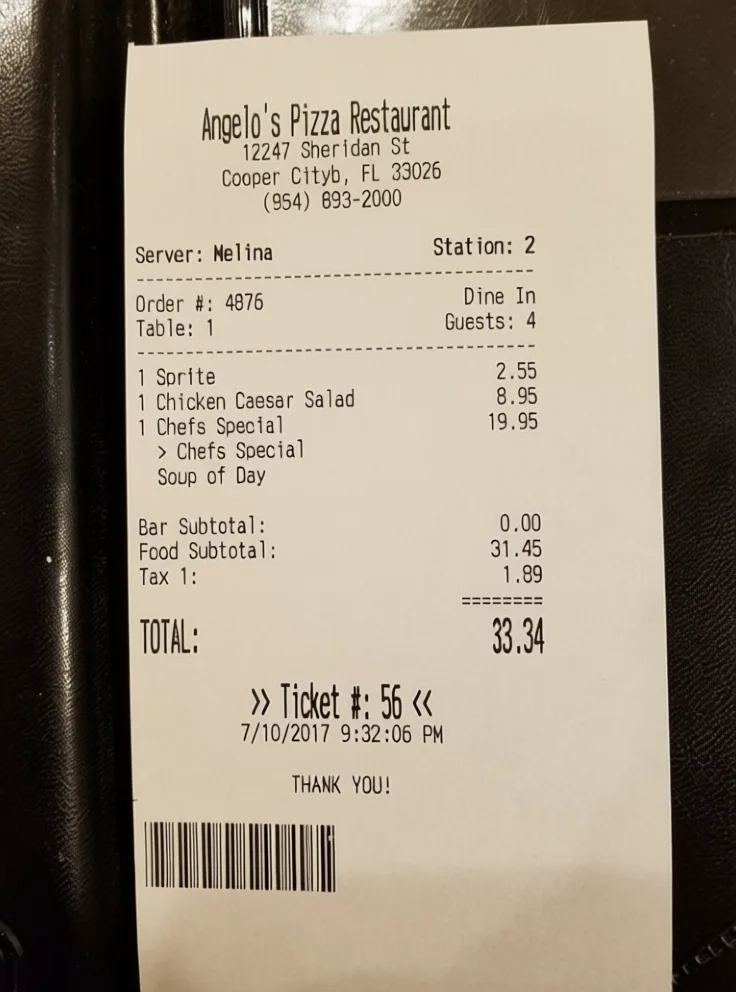 Angelo's Pizza Restaurant
12247 Sheridan St
Cooper Cityb, FL 33026
(954) 893-2000
Server: Melina Station: 2
--------------------------------------------
Order #: 4876 Dine In
Table: 1 Guests: 4
--------------------------------------------
1 Sprite 2.55
1 Chicken Caesar Salad 8.95
1 Chefs Special 19.95
> Chefs Special
Soup of Day
Bar Subtotal: 0.00
Food Subtotal: 31.45
Tax 1: 1.89
========
TOTAL: 33.34
>> Ticket #: 56 <<
7/10/2017 9:32:06 PM
THANK YOU!